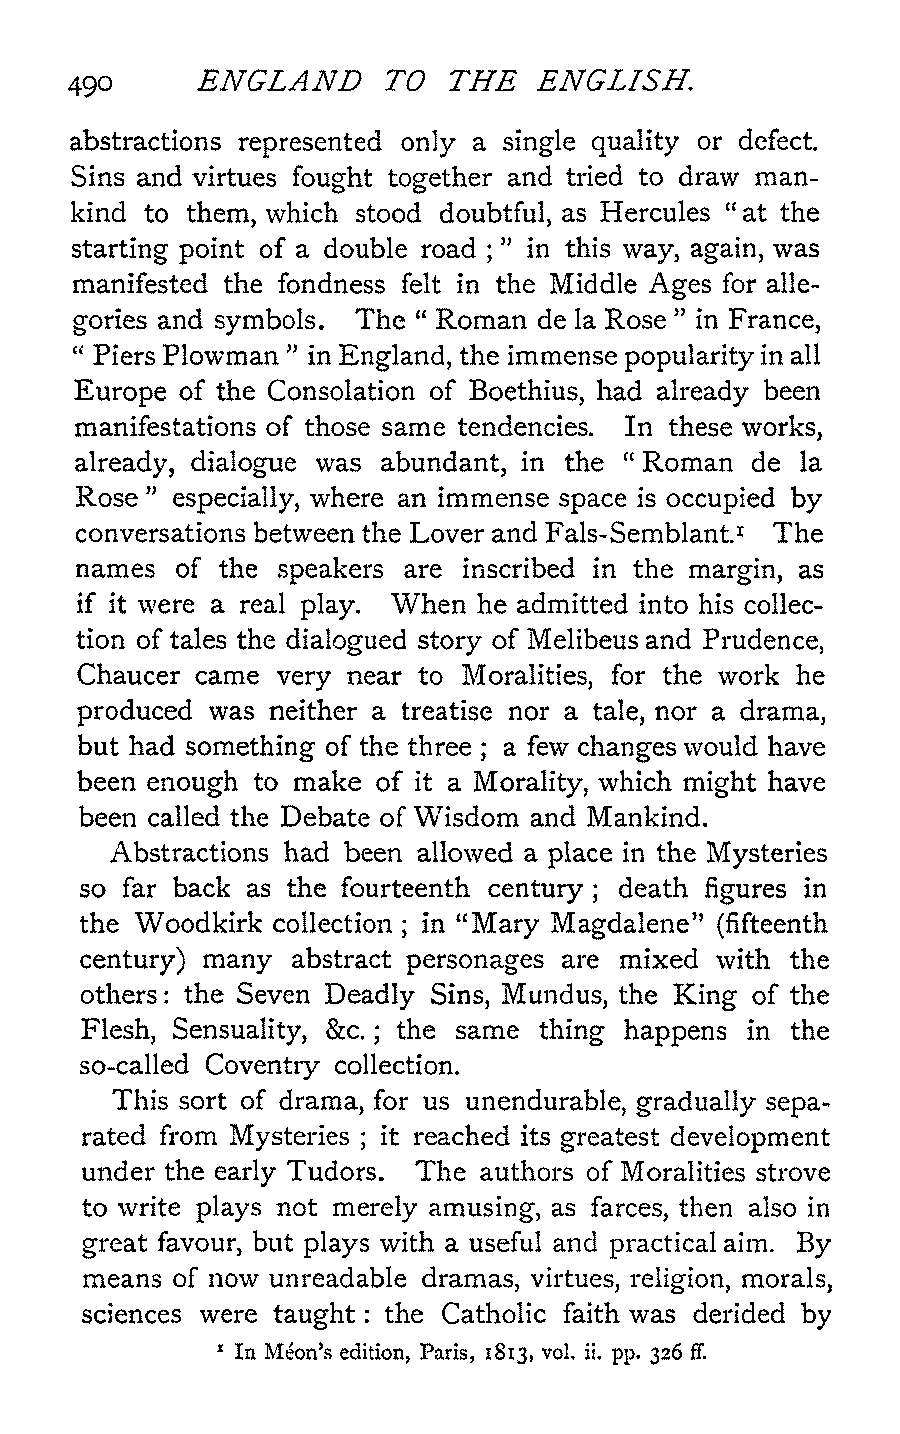 490 ENGLAND TO THE ENGLISH.
abstractions represented only a single quality or defect.
Sins and virtues fought together and tried to draw man-
kind to them, which stood doubtful, as Hercules "at the
starting point of a double road ;" in this way, again, was
manifested the fondness felt in the Middle Ages for alle-
gories and symbols. The " Roman de la Rose " in France,
" Piers Plowman " in England, the immense popularity in all
Europe of the Consolation of Boethius, had already been
manifestations of those same tendencies. In these works,
already, dialogue was abundant, in the " Roman de la
Rose " especially, where an immense space is occupied by
conversations between the Lover and Fals-Semblant.¹ The
names of the speakers are inscribed in the margin, as
if it were a real play. When he admitted into his collec-
tion of tales the dialogued story of Melibeus and Prudence,
Chaucer came very near to Moralities, for the work he
produced was neither a treatise nor a tale, nor a drama,
but had something of the three ; a few changes would have
been enough to make of it a Morality, which might have
been called the Debate of Wisdom and Mankind.
Abstractions had been allowed a place in the Mysteries
so far back as the fourteenth century ; death figures in
the Woodkirk collection ; in "Mary Magdalene" (fifteenth
century) many abstract personages are mixed with the
others : the Seven Deadly Sins, Mundus, the King of the
Flesh, Sensuality, &c. ; the same thing happens in the
so-called Coventry collection.
This sort of drama, for us unendurable, gradually sepa-
rated from Mysteries ; it reached its greatest development
under the early Tudors. The authors of Moralities strove
to write plays not merely amusing, as farces, then also in
great favour, but plays with a useful and practical aim. By
means of now unreadable dramas, virtues, religion, morals,
sciences were taught : the Catholic faith was derided by
¹ In Méon's edition, Paris, 1813, vol. ii. pp. 326 ff.